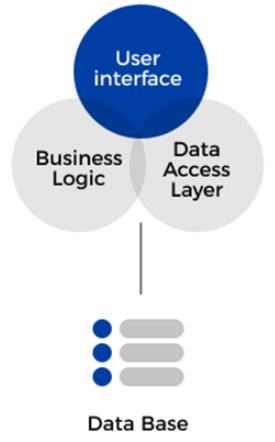 User
interface
Business
Logic
Data
Access
Layer
Data Base